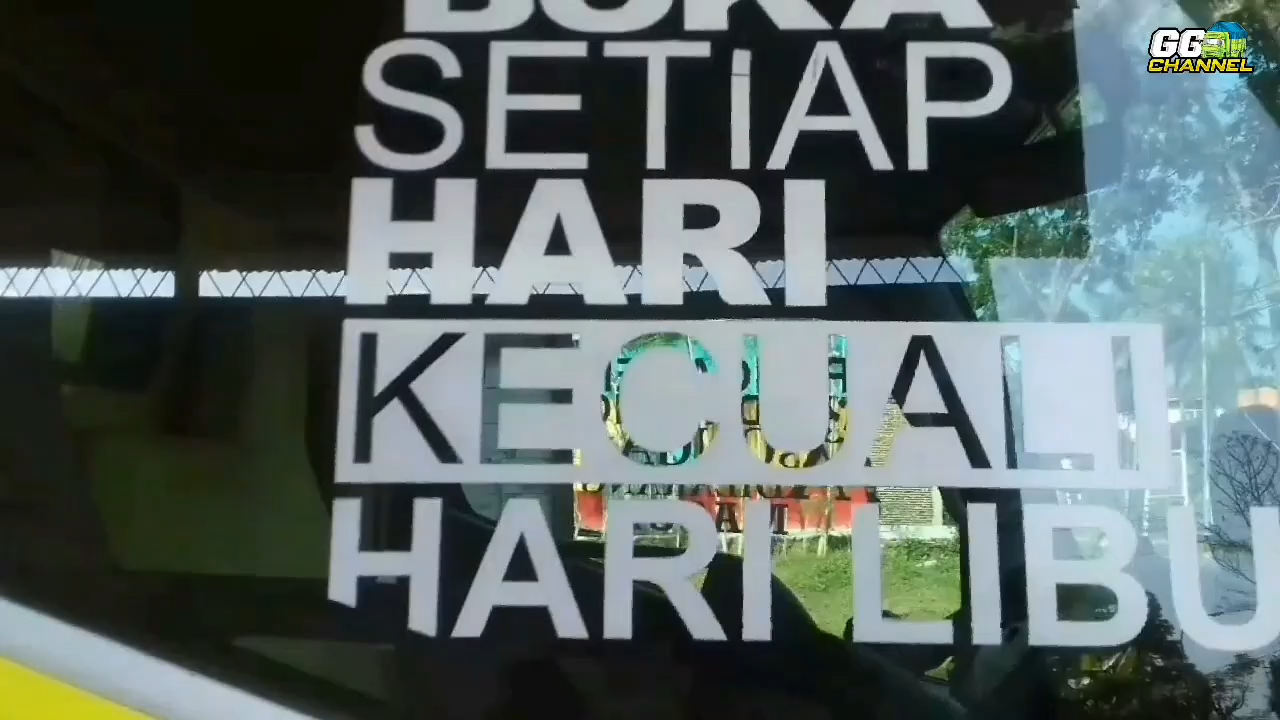 BUKA
SETIAP
HARI
KECUALI
HARI LIBU
GG
CHANNEL